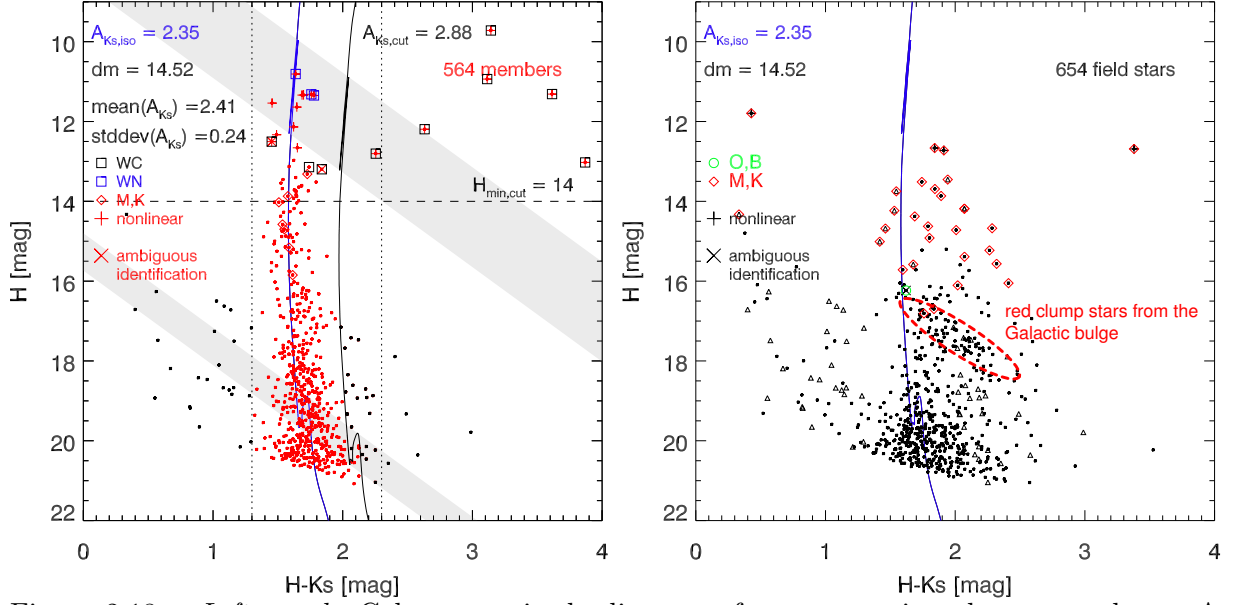 A_Ks,iso = 2.35
A_Ks,cut = 2.88
dm = 14.52
564 members
mean(A_Ks) =2.41
stddev(A_Ks) =0.24
WC
WN
M,K
nonlinear
ambiguous
identification
H_min,cut = 14
10
12
14
16
18
20
22
H [mag]
0
1
2
3
4
H-Ks [mag]
A_Ks,iso = 2.35
dm = 14.52
654 field stars
O,B
M,K
nonlinear
ambiguous
identification
red clump stars from the
Galactic bulge
10
12
14
16
18
20
22
H [mag]
0
1
2
3
4
H-Ks [mag]